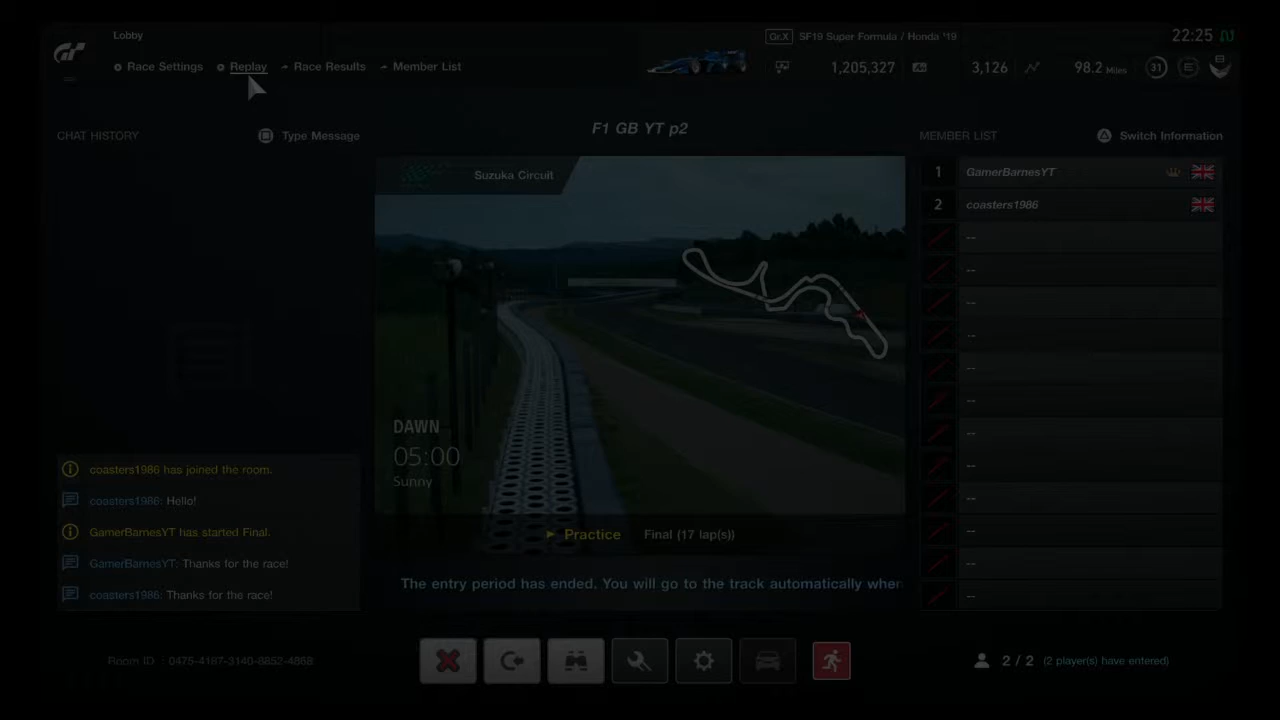 Lobby
Gr.X SF19 Super Formula / Honda '19
22:25
Race Settings Replay Race Results Member List
1,205,327 3,126 98.2 Miles 31 E B
CHAT HISTORY Type Message
F1 GB YT p2
MEMBER LIST Switch Information
Suzuka Circuit
1 GamerBarnesYT
2 coasters1986
--
--
--
--
--
--
--
--
--
--
--
--
DAWN
05:00
Sunny
coasters1986 has joined the room.
coasters1986: Hello!
GamerBarnesYT has started Final.
GamerBarnesYT: Thanks for the race!
coasters1986: Thanks for the race!
Practice Final (17 lap(s))
The entry period has ended. You will go to the track automatically when
Room ID : 0475-4187-3140-8852-4868
2 / 2 (2 player(s) have entered)